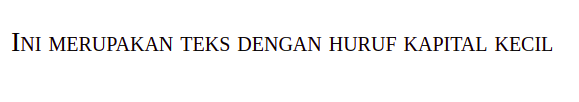 Ini merupakan teks dengan huruf kapital kecil